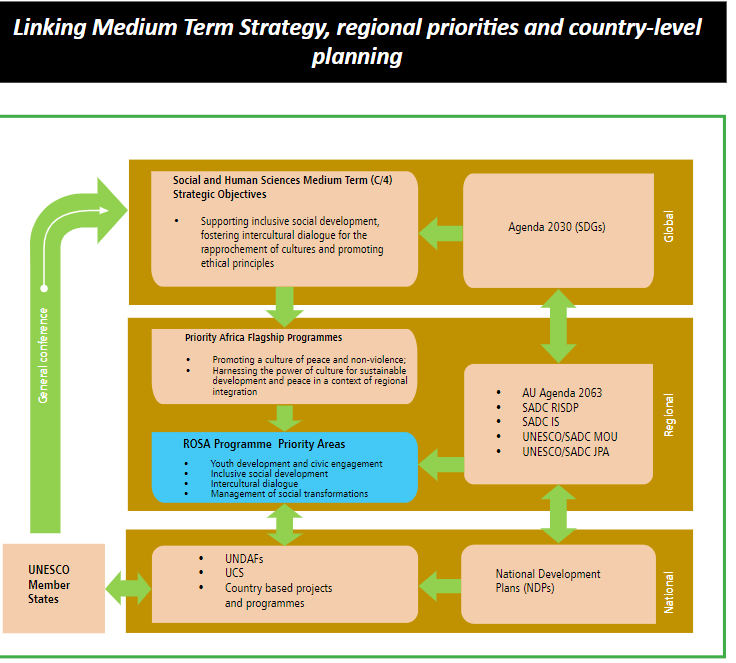 Linking Medium Term Strategy, regional priorities and country-level
planning
Social and Human Sciences Medium Term (C/4)
Strategic Objectives
• Supporting inclusive social development,
fostering intercultural dialogue for the
rapprochement of cultures and promoting
ethical principles
Agenda 2030 (SDGs)
Global
General conference
Priority Africa Flagship Programmes
• Promoting a culture of peace and non-violence;
• Harnessing the power of culture for sustainable
development and peace in a context of regional
integration
ROSA Programme Priority Areas
• Youth development and civic engagement
• Inclusive social development
• Intercultural dialogue
• Management of social transformations
• AU Agenda 2063
• SADC RISDP
• SADC IS
• UNESCO/SADC MOU
• UNESCO/SADC JPA
Regional
UNESCO
Member
States
• UNDAFs
• UCS
• Country based projects
and programmes
National Development
Plans (NDPs)
National